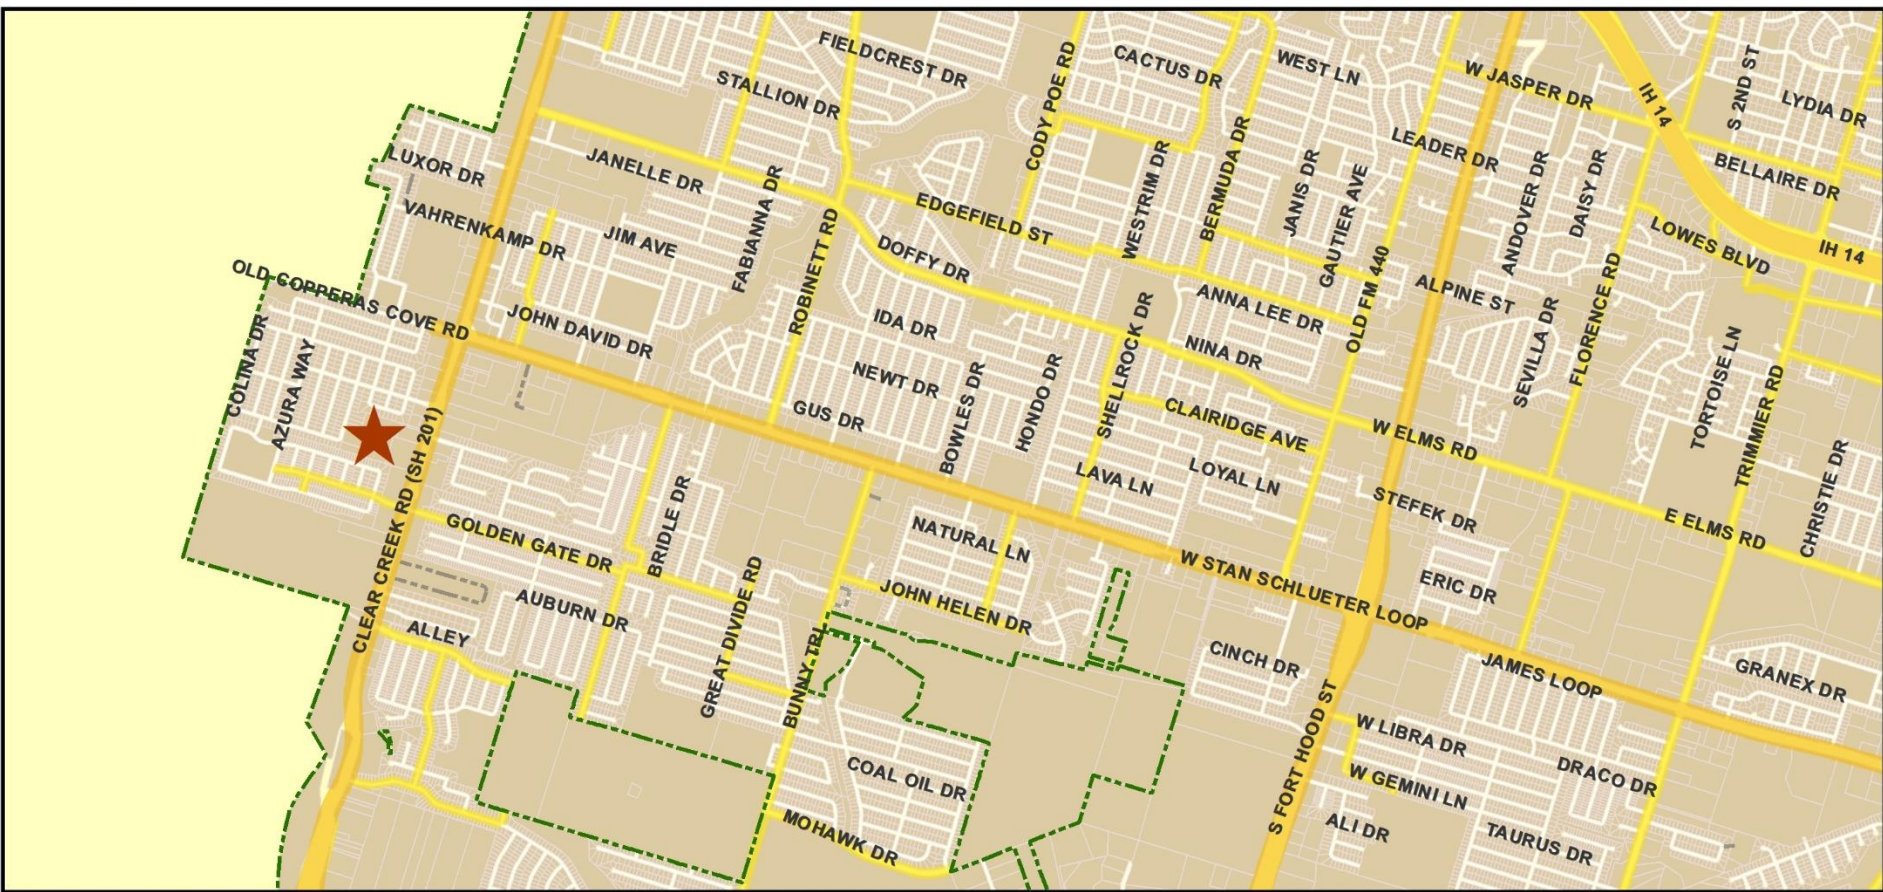 FIELDCREST DR
STALLION DR
CODY POE RD
CACTUS DR
WEST LN
W JASPER DR
IH 14
S 2ND ST
LYDIA DR
LUXOR DR
JANELLE DR
FABIANNA DR
EDGEFIELD ST
WESTRIM DR
BERMUDA DR
JANIS DR
GAUTIER AVE
LEADER DR
ANDOVER DR
DAISY DR
BELLAIRE DR
VAHRENKAMP DR
JIM AVE
ROBINETT RD
DOFFY DR
OLD FM 440
ALPINE ST
FLORENCE RD
LOWES BLVD
IH 14
OLD COPPERAS COVE RD
JOHN DAVID DR
IDA DR
SHELLROCK DR
ANNA LEE DR
NINA DR
SEVILLA DR
TORTOISE LN
TRIMMIER RD
COLINA DR
AZURA WAY
NEWT DR
GUS DR
BOWLES DR
HONDO DR
CLAIRIDGE AVE
W ELMS RD
CHRISTIE DR
CLEAR CREEK RD (SH 201)
BRIDLE DR
LAVA LN
LOYAL LN
STEFEK DR
E ELMS RD
GOLDEN GATE DR
NATURAL LN
W STAN SCHLUETER LOOP
ERIC DR
AUBURN DR
GREAT DIVIDE RD
JOHN HELEN DR
ALLEY
BUNNY TRL
CINCH DR
JAMES LOOP
GRANEX DR
S FORT HOOD ST
W LIBRA DR
COAL OIL DR
W GEMINI LN
DRACO DR
MOHAWK DR
ALI DR
TAURUS DR